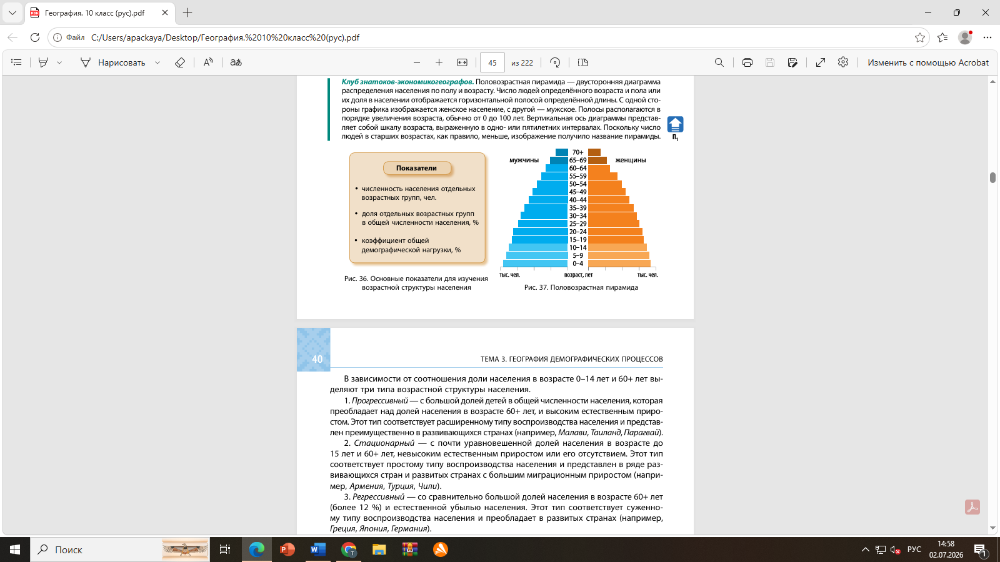 География. 10 класс (рус).pdf
Файл C:/Users/apackaya/Desktop/География.%2010%20класс%20(рус).pdf
Нарисовать 45 из 222 Изменить с помощью Acrobat
Клуб знатоков-экономикогеографов. Половозрастная пирамида — двусторонняя диаграмма
распределения населения по полу и возрасту. Число людей определённого возраста и пола или
их доля в населении отображается горизонтальной полосой определённой длины. С одной сто-
роны графика изображается женское население, с другой — мужское. Полосы располагаются в
порядке увеличения возраста, обычно от 0 до 100 лет. Вертикальная ось диаграммы представ-
ляет собой шкалу возраста, выраженную в одно- или пятилетних интервалах. Поскольку число
людей в старших возрастах, как правило, меньше, изображение получило название пирамиды.
П1
Показатели
• численность населения отдельных
возрастных групп, чел.
• доля отдельных возрастных групп
в общей численности населения, %
• коэффициент общей
демографической нагрузки, %
Рис. 36. Основные показатели для изучения
возрастной структуры населения
70+
мужчины 65–69 женщины
60–64
55–59
50–54
45–49
40–44
35–39
30–34
25–29
20–24
15–19
10–14
5–9
0–4
тыс. чел. возраст, лет тыс. чел.
Рис. 37. Половозрастная пирамида
40
ТЕМА 3. ГЕОГРАФИЯ ДЕМОГРАФИЧЕСКИХ ПРОЦЕССОВ
В зависимости от соотношения доли населения в возрасте 0–14 лет и 60+ лет вы-
деляют три типа возрастной структуры населения.
1. Прогрессивный — с большой долей детей в общей численности населения, которая
преобладает над долей населения в возрасте 60+ лет, и высоким естественным приро-
стом. Этот тип соответствует расширенному типу воспроизводства населения и представ-
лен преимущественно в развивающихся странах (например, Малави, Таиланд, Парагвай).
2. Стационарный — с почти уравновешенной долей населения в возрасте до
15 лет и 60+ лет, невысоким естественным приростом или его отсутствием. Этот тип
соответствует простому типу воспроизводства населения и представлен в ряде раз-
вивающихся стран и развитых странах с большим миграционным приростом (напри-
мер, Армения, Турция, Чили).
3. Регрессивный — со сравнительно большой долей населения в возрасте 60+ лет
(более 12 %) и естественной убылью населения. Этот тип соответствует суженно-
му типу воспроизводства населения и преобладает в развитых странах (например,
Греция, Япония, Германия).
Поиск
РУС
14:58
02.07.2026
1